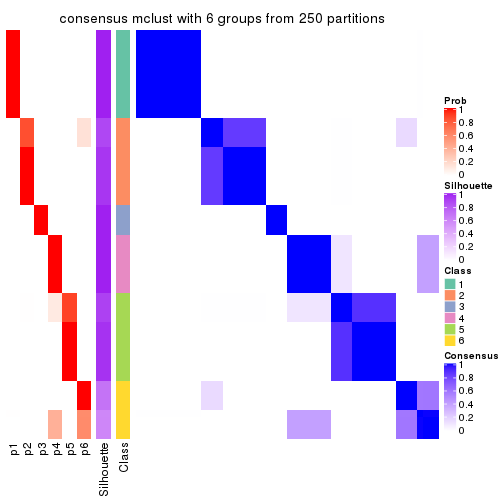 consensus mclust with 6 groups from 250 partitions
Prob
1
0.8
0.6
0.4
0.2
0
Silhouette
1
0.8
0.6
0.4
0.2
0
Class
1
2
3
4
5
6
Consensus
1
0.8
0.6
0.4
0.2
0
p1
p2
p3
p4
p5
p6
Silhouette
Class